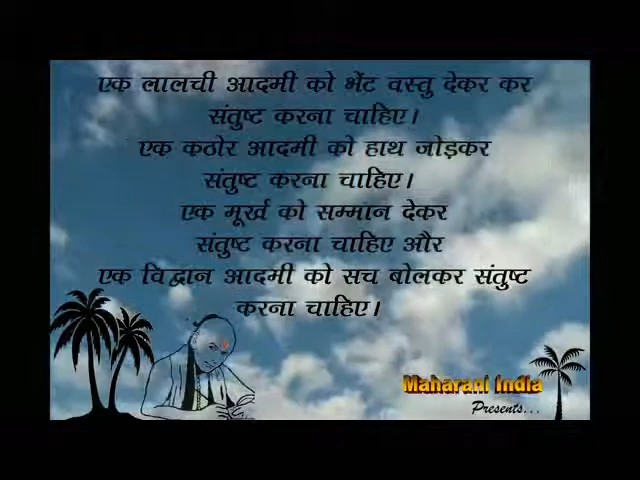 एक लालची आदमी को भेंट वस्तु देकर कर
संतुष्ट करना चाहिए।
एक कठोर आदमी को हाथ जोड़कर
संतुष्ट करना चाहिए।
एक मूर्ख को सम्मान देकर
संतुष्ट करना चाहिए और
एक विद्वान आदमी को सच बोलकर संतुष्ट
करना चाहिए।
Maharani India
Presents...